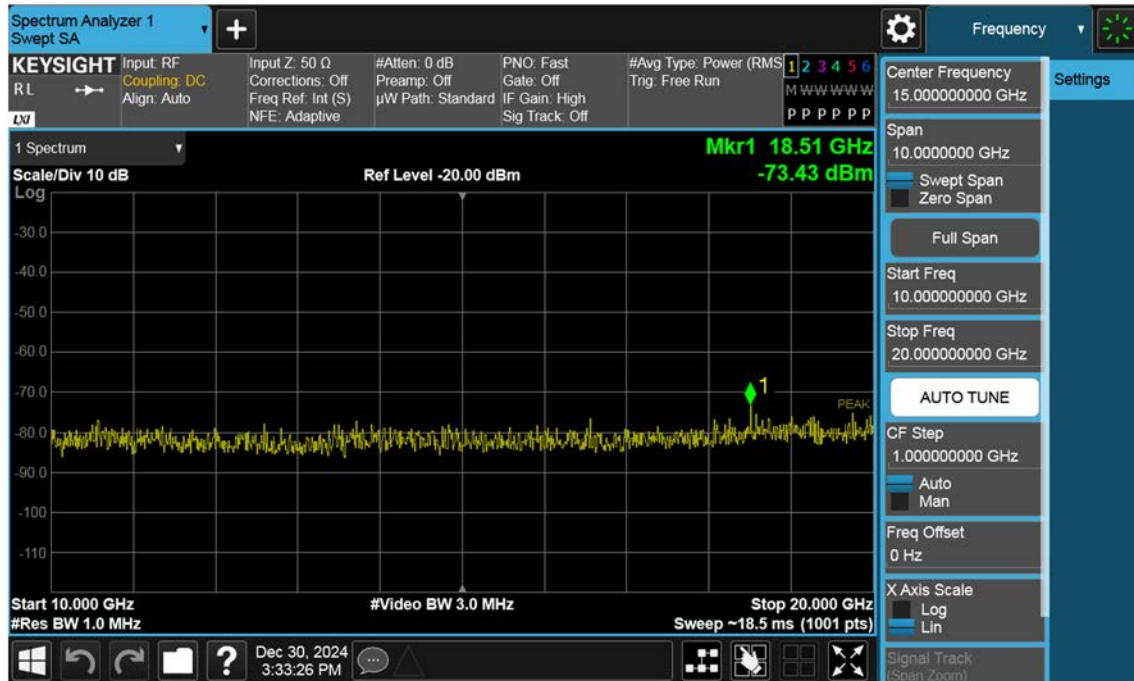 Spectrum Analyzer 1
Swept SA
+
Frequency
KEYSIGHT
RL
LXI
Input: RF
Coupling: DC
Align: Auto
Input Z: 50 Ω
Corrections: Off
Freq Ref: Int (S)
NFE: Adaptive
#Atten: 0 dB
Preamp: Off
µW Path: Standard
PNO: Fast
Gate: Off
IF Gain: High
Sig Track: Off
#Avg Type: Power (RMS
Trig: Free Run
1 2 3 4 5 6
M W W W W W
P P P P P P
1 Spectrum
Scale/Div 10 dB
Ref Level -20.00 dBm
Mkr1 18.51 GHz
-73.43 dBm
Log
-30.0
-40.0
-50.0
-60.0
-70.0
-80.0
-90.0
-100
-110
1
PEAK
Start 10.000 GHz
#Res BW 1.0 MHz
#Video BW 3.0 MHz
Stop 20.000 GHz
Sweep ~18.5 ms (1001 pts)
Center Frequency
15.000000000 GHz
Span
10.0000000 GHz
Swept Span
Zero Span
Full Span
Start Freq
10.000000000 GHz
Stop Freq
20.000000000 GHz
AUTO TUNE
CF Step
1.000000000 GHz
Auto
Man
Freq Offset
0 Hz
X Axis Scale
Log
Lin
Signal Track
(Span Zoom)
Settings
?
Dec 30, 2024
3:33:26 PM